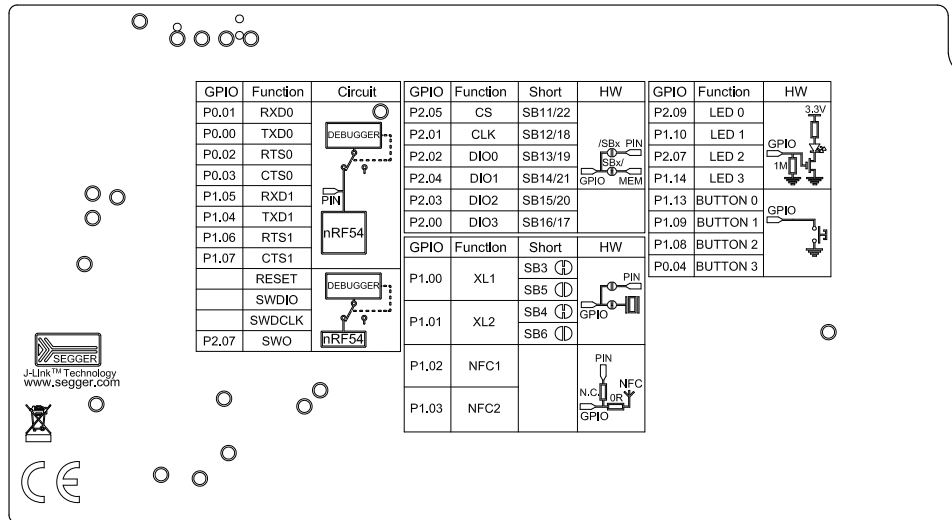 GPIO Function Circuit
P0.01 RXD0
P0.00 TXD0
P0.02 RTS0
P0.03 CTS0
P1.05 RXD1
P1.04 TXD1
P1.06 RTS1
P1.07 CTS1
RESET
SWDIO
SWDCLK
P2.07 SWO
DEBUGGER
PIN
nRF54
DEBUGGER
nRF54
GPIO Function Short HW
P2.05 CS SB11/22
P2.01 CLK SB12/18
P2.02 DIO0 SB13/19
P2.04 DIO1 SB14/21
P2.03 DIO2 SB15/20
P2.00 DIO3 SB16/17
/SBx PIN
SBx/
GPIO MEM
GPIO Function Short HW
P1.00 XL1 SB3
SB5
P1.01 XL2 SB4
SB6
PIN
GPIO
P1.02 NFC1
P1.03 NFC2
PIN
NFC
N.C.
0R
GPIO
GPIO Function HW
P2.09 LED 0
P1.10 LED 1
P2.07 LED 2
P1.14 LED 3
P1.13 BUTTON 0
P1.09 BUTTON 1
P1.08 BUTTON 2
P0.04 BUTTON 3
3.3V
GPIO
1M
GPIO
SEGGER
J-Link™ Technology
www.segger.com
CE